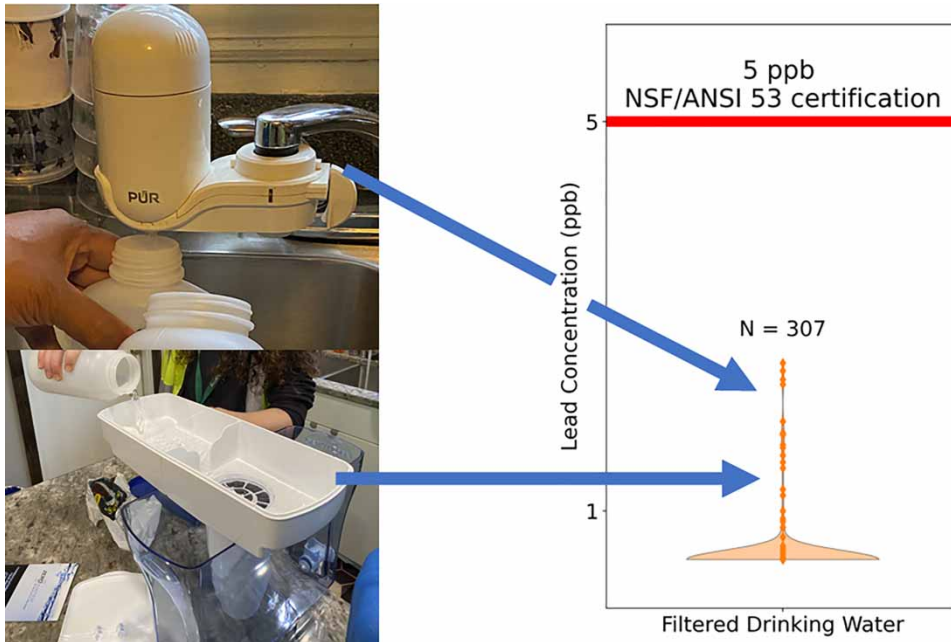 PUR
5 ppb
NSF/ANSI 53 certification
5
Lead Concentration (ppb)
N = 307
1
Filtered Drinking Water